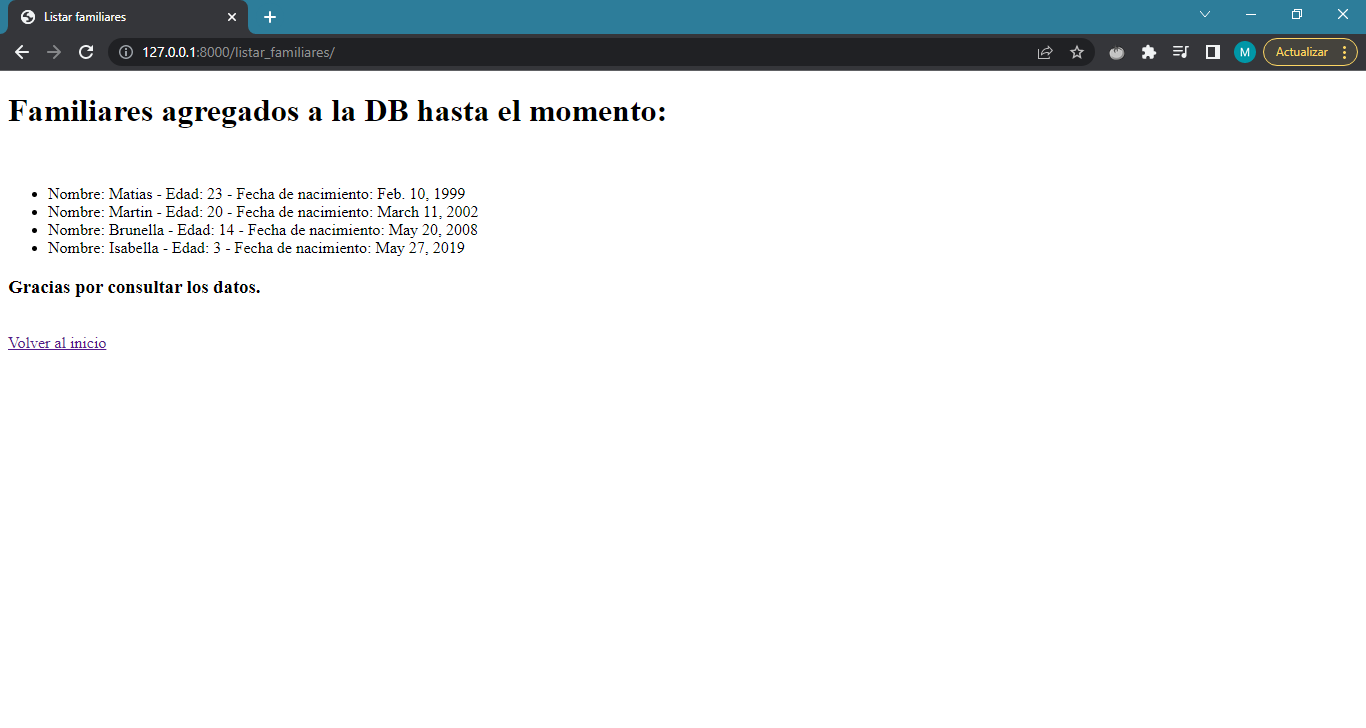 Listar familiares
127.0.0.1:8000/listar_familiares/
M
Actualizar
Familiares agregados a la DB hasta el momento:
Nombre: Matias - Edad: 23 - Fecha de nacimiento: Feb. 10, 1999
Nombre: Martin - Edad: 20 - Fecha de nacimiento: March 11, 2002
Nombre: Brunella - Edad: 14 - Fecha de nacimiento: May 20, 2008
Nombre: Isabella - Edad: 3 - Fecha de nacimiento: May 27, 2019
Gracias por consultar los datos.
Volver al inicio